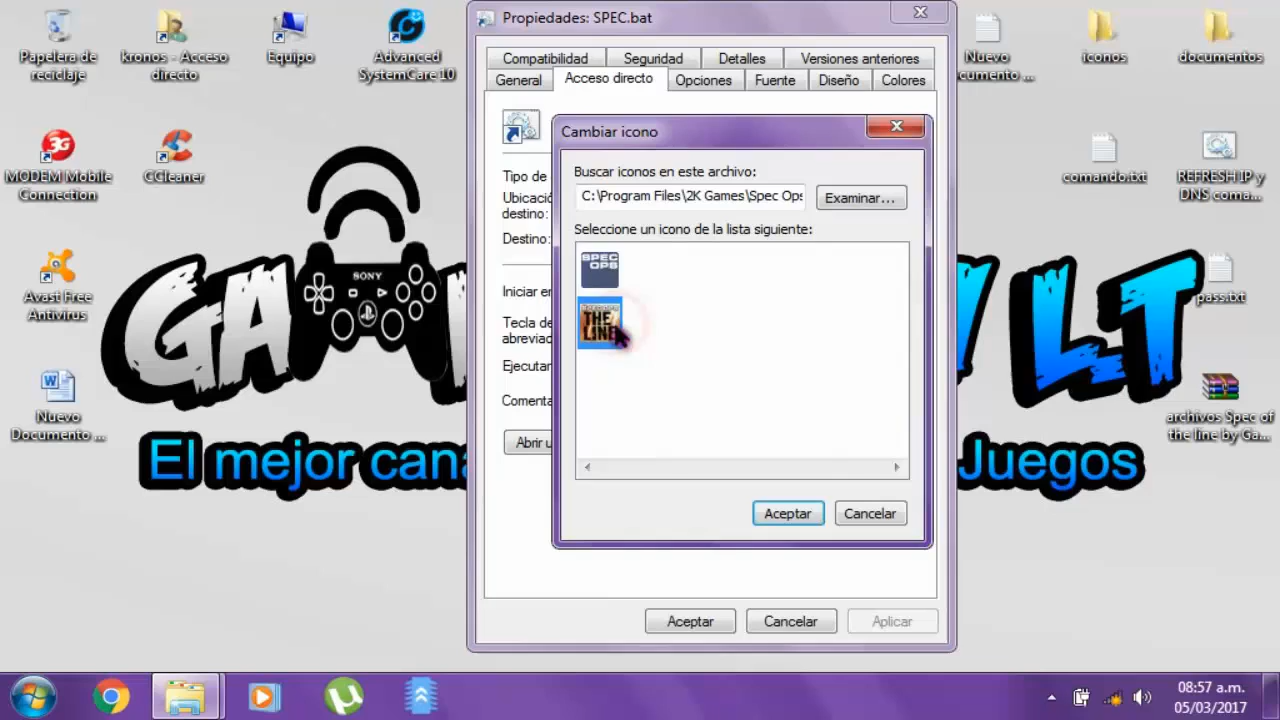 Papelera de
reciclaje
kronos - Acceso
directo
Equipo
Advanced
SystemCare 10
Propiedades: SPEC.bat
Nuevo
cumento ...
iconos
documentos
Compatibilidad
Seguridad
Detalles
Versiones anteriores
General
Acceso directo
Opciones
Fuente
Diseño
Colores
Cambiar icono
Buscar iconos en este archivo:
C:\Program Files\2K Games\Spec Ops
Examinar...
Seleccione un icono de la lista siguiente:
SPEC
OPS
THE
LINE
Tipo de
Ubicació
destino:
Destino:
Iniciar en
Tecla de
abreviac
Ejecutar
Comenta
Abrir u
Aceptar
Cancelar
Aceptar
Cancelar
Aplicar
3G
MODEM Mobile
Connection
CCleaner
comando.txt
REFRESH IP y
DNS coma...
Avast Free
Antivirus
pass.txt
Nuevo
Documento ...
archivos Spec of
the line by Ga...
GA
SONY
LT
El mejor cana
Juegos
08:57 a.m.
05/03/2017